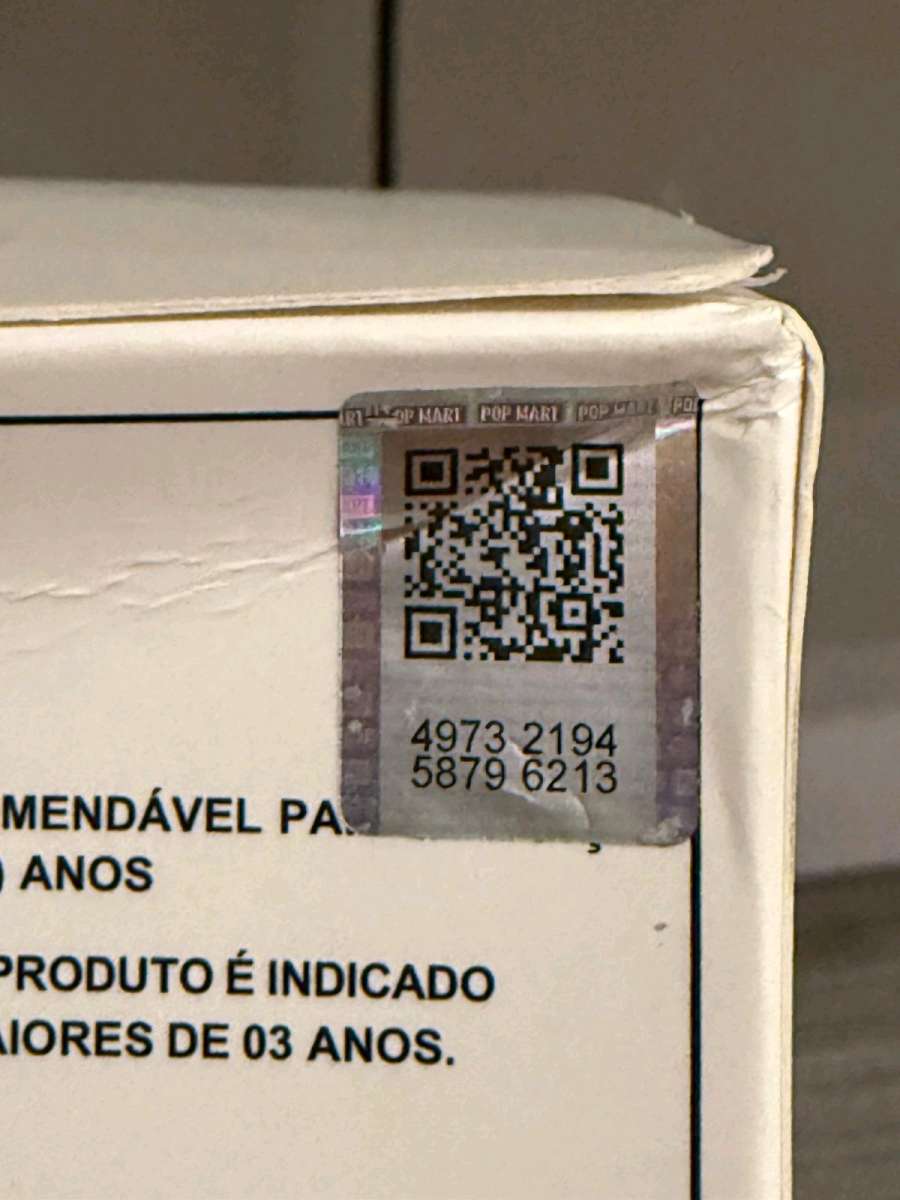 POP MART POP MART POP MART
4973 2194
5879 6213
MENDÁVEL PA
) ANOS
PRODUTO É INDICADO
AIORES DE 03 ANOS.